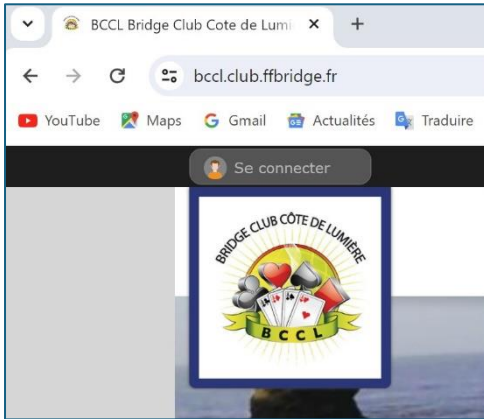 BCCL Bridge Club Cote de Lumi
bccl.club.ffbridge.fr
YouTube Maps Gmail Actualités Traduire
Se connecter
BRIDGE CLUB CÔTE DE LUMIÈRE
BCCL